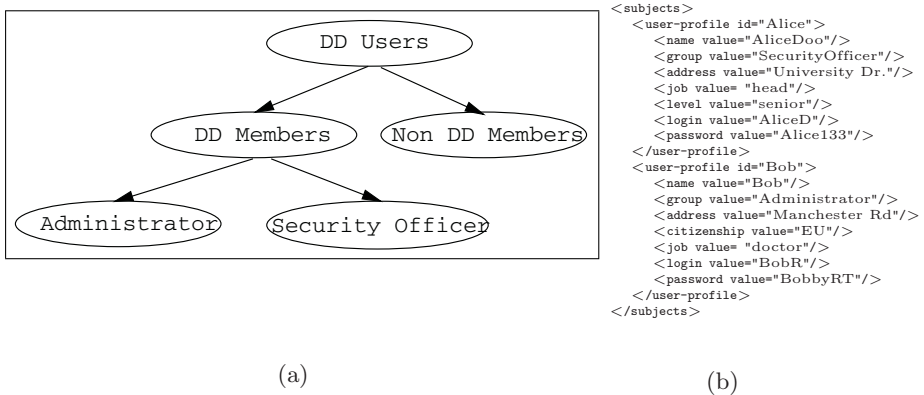 DD Users
DD Members
Non DD Members
Administrator
Security Officer
(a)
<subjects>
<user-profile id="Alice">
<name value="AliceDoo"/>
<group value="SecurityOfficer"/>
<address value="University Dr."/>
<job value= "head"/>
<level value="senior"/>
<login value="AliceD"/>
<password value="Alice133"/>
</user-profile>
<user-profile id="Bob">
<name value="Bob"/>
<group value="Administrator"/>
<address value="Manchester Rd"/>
<citizenship value="EU"/>
<job value= "doctor"/>
<login value="BobR"/>
<password value="BobbyRT"/>
</user-profile>
</subjects>
(b)